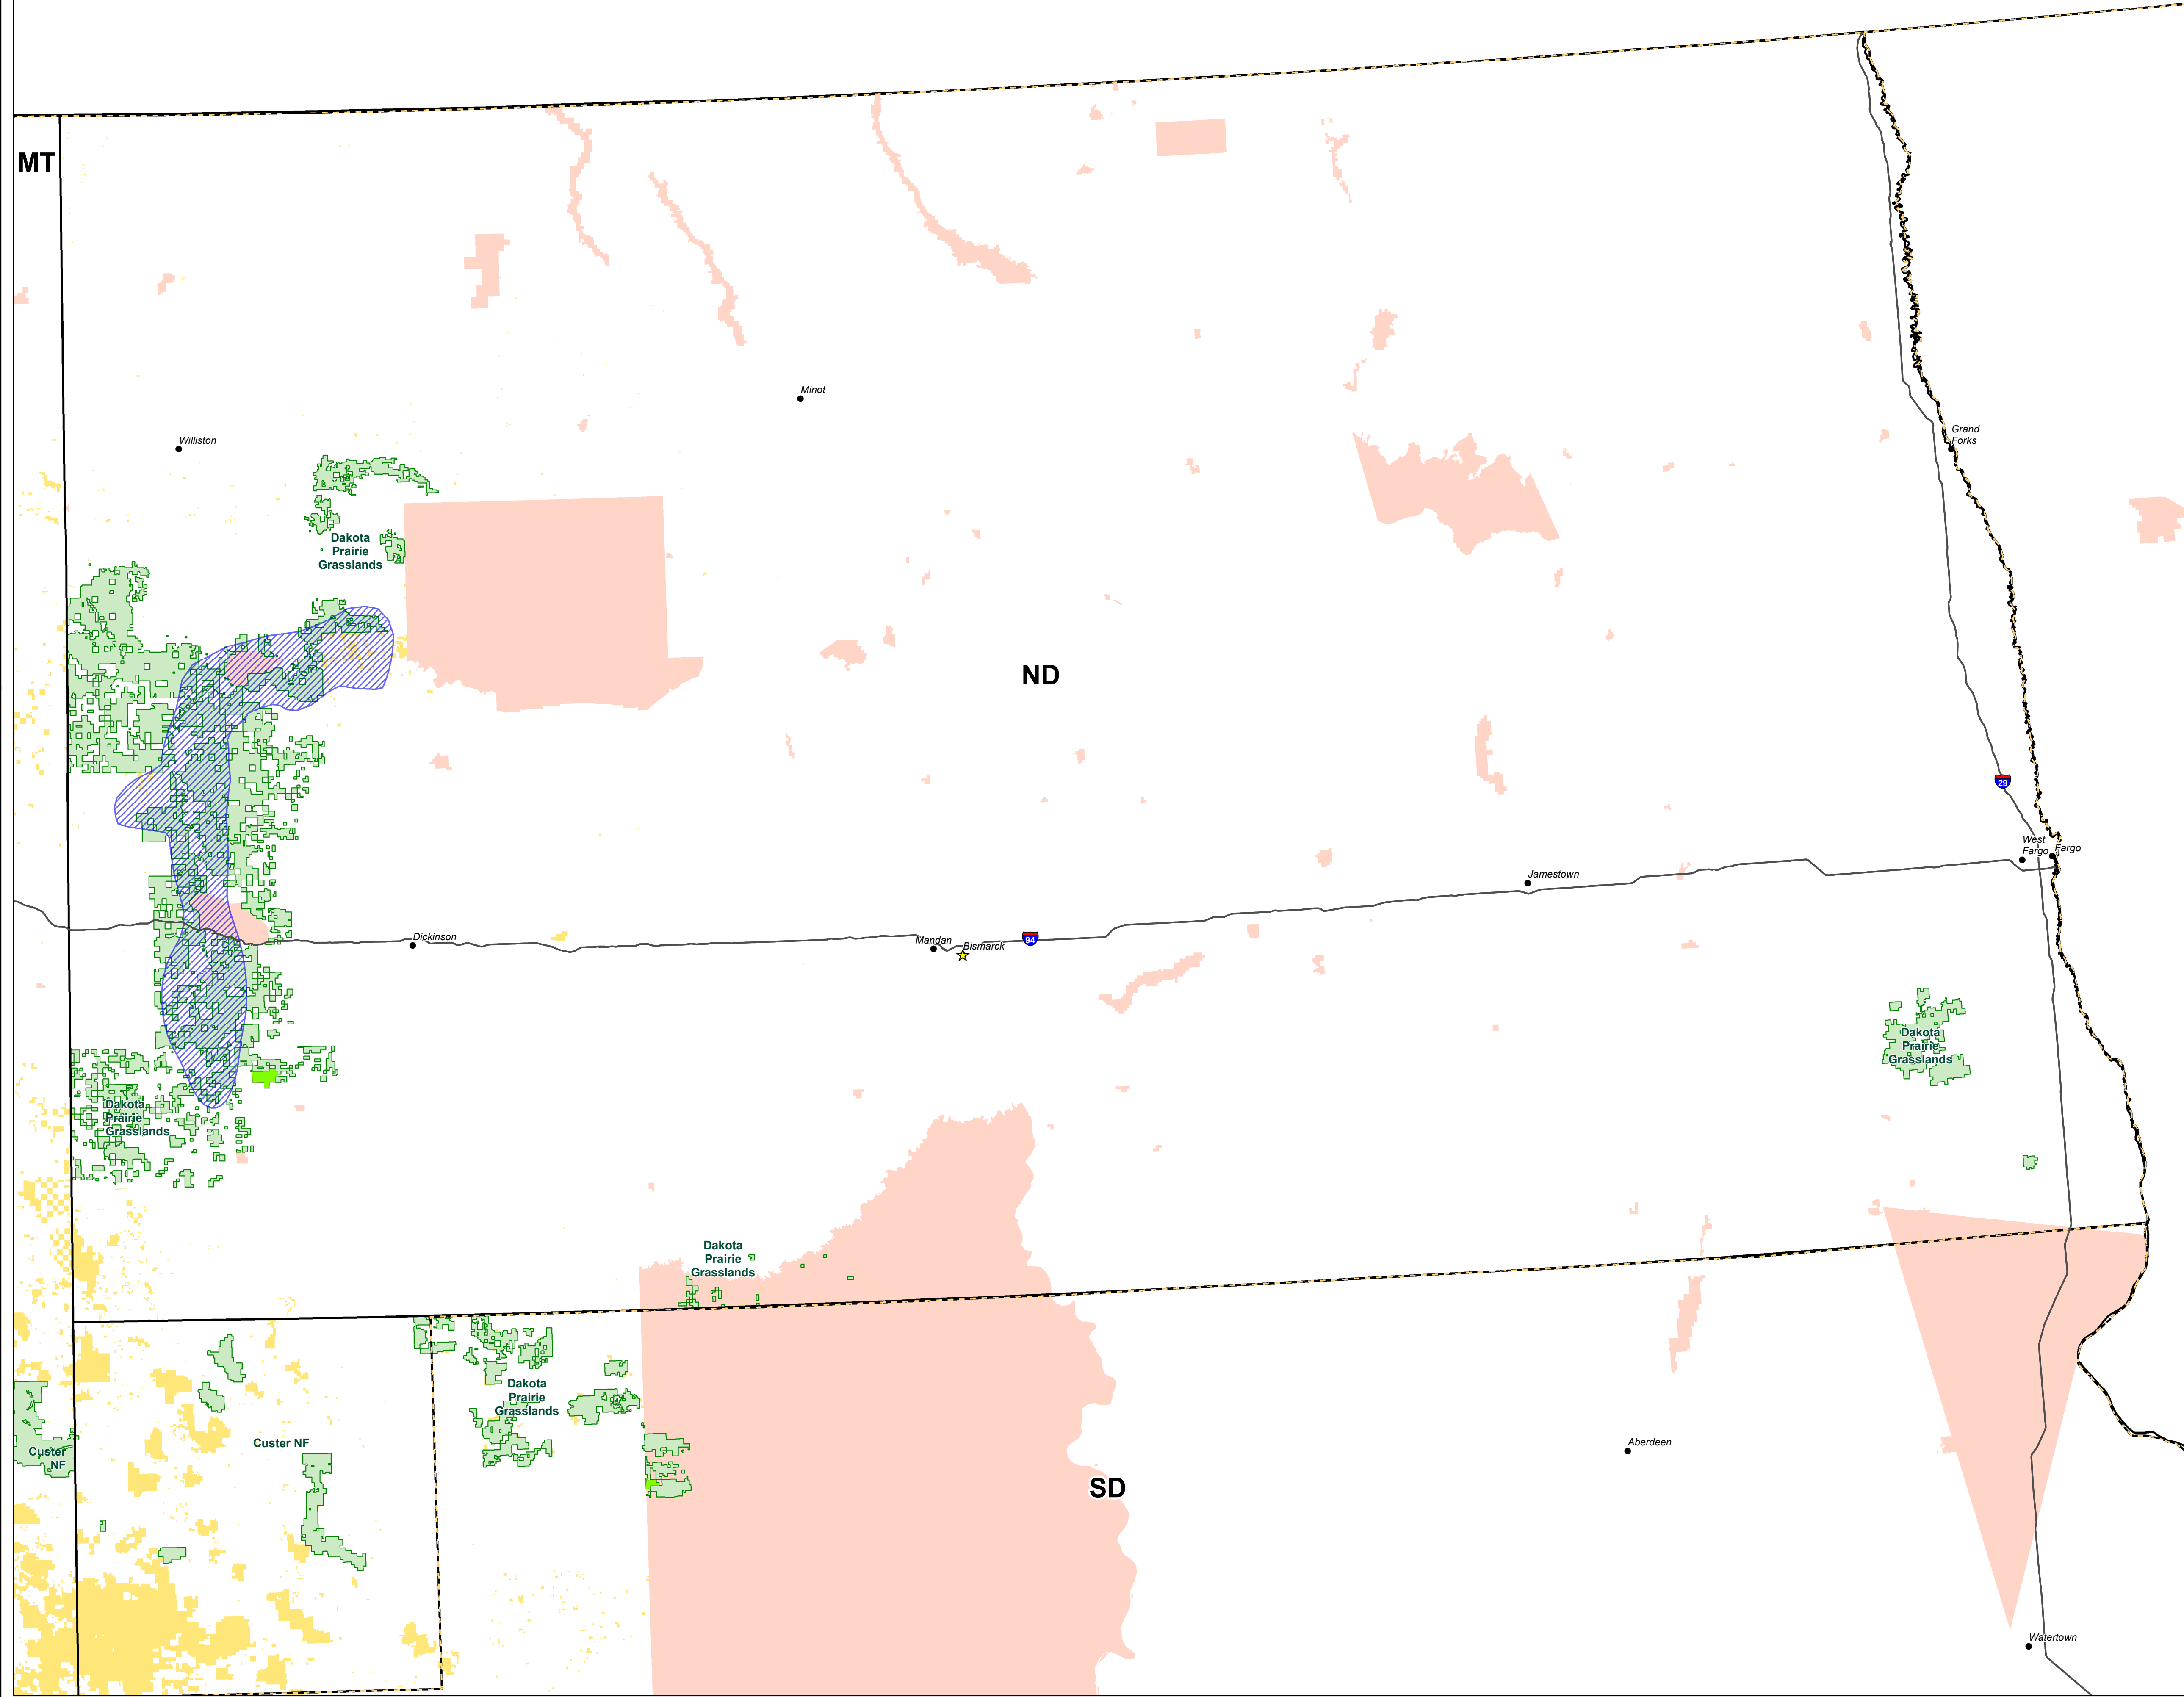 MT
Minot
Williston
Grand
Forks
Dakota
Prairie
Grasslands
ND
29
West
Fargo
Fargo
Jamestown
Dickinson
Mandan
Bismarck
94
Dakota
Prairie
Grasslands
Dakota
Prairie
Grasslands
Dakota
Prairie
Grasslands
Dakota
Prairie
Grasslands
Custer
NF
Custer NF
Aberdeen
SD
Watertown